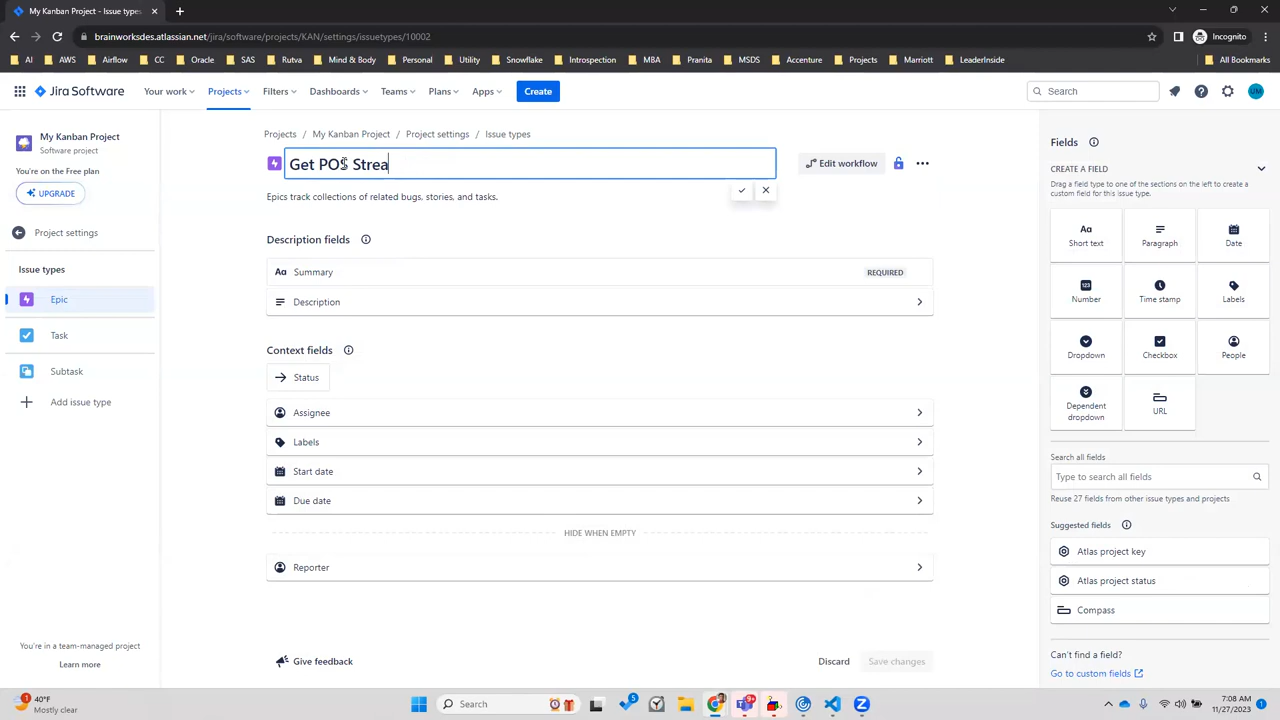 My Kanban Project - Issue types
brainworksdes.atlassian.net/jira/software/projects/KAN/settings/issuetypes/10002
Incognito
AI
AWS
Airflow
CC
Oracle
Rutva
Mind & Body
Personal
Utility
Snowflake
Introspection
MBA
Pranita
MSDS
Accenture
Projects
Marriott
LeaderInside
All Bookmarks
Jira Software
Your work
Projects
Filters
Dashboards
Teams
Plans
Apps
Create
Search
UM
My Kanban Project
Software project
You're on the Free plan
UPGRADE
Project settings
Issue types
Epic
Task
Subtask
Add issue type
You're in a team-managed project
Learn more
Projects / My Kanban Project / Project settings / Issue types
Get POS Strea
Edit workflow
Epics track collections of related bugs, stories, and tasks.
Description fields
Aa Summary REQUIRED
Description
Context fields
Status
Assignee
Labels
Start date
Due date
HIDE WHEN EMPTY
Reporter
Give feedback
Discard
Save changes
Fields
CREATE A FIELD
Drag a field type to one of the sections on the left to create a
custom field for this issue type.
Aa
Short text
Paragraph
Date
123
Number
Time stamp
Labels
Dropdown
Checkbox
People
Dependent
dropdown
URL
Search all fields
Type to search all fields
Reuse 27 fields from other issue types and projects
Suggested fields
Atlas project key
Atlas project status
Compass
Can't find a field?
Go to custom fields
1
40°F
Mostly clear
Search
5
9+
7:08 AM
11/27/2023